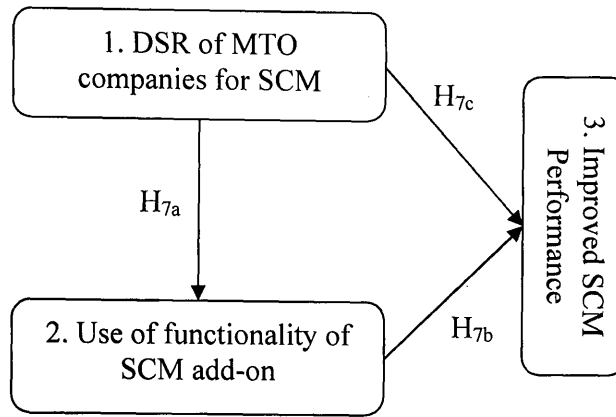 1. DSR of MTO
companies for SCM
H7c
3. Improved SCM
Performance
H7a
2. Use of functionality of
SCM add-on
H7b